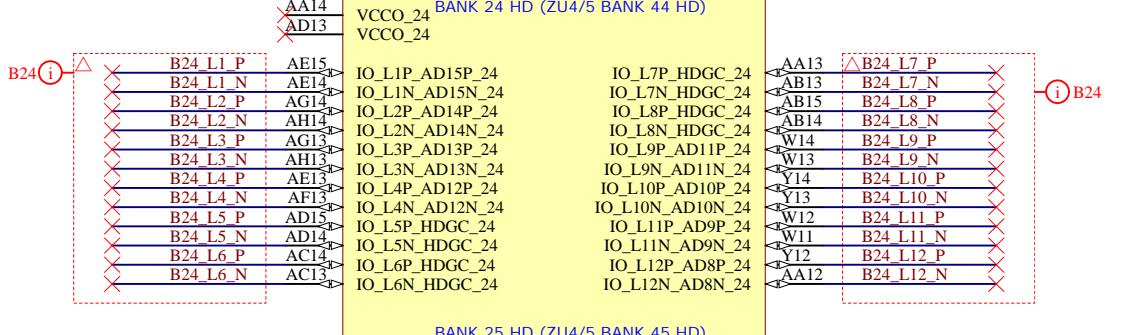 BANK 24 HD (ZU4/5 BANK 44 HD)
AA14 VCCO_24
AD13 VCCO_24
B24 i
B24_L1_P AE15 IO_L1P_AD15P_24 IO_L7P_HDGC_24 AA13 B24_L7_P
B24_L1_N AE14 IO_L1N_AD15N_24 IO_L7N_HDGC_24 AB13 B24_L7_N
i B24
B24_L2_P AG14 IO_L2P_AD14P_24 IO_L8P_HDGC_24 AB15 B24_L8_P
B24_L2_N AH14 IO_L2N_AD14N_24 IO_L8N_HDGC_24 AB14 B24_L8_N
B24_L3_P AG13 IO_L3P_AD13P_24 IO_L9P_AD11P_24 W14 B24_L9_P
B24_L3_N AH13 IO_L3N_AD13N_24 IO_L9N_AD11N_24 W13 B24_L9_N
B24_L4_P AE13 IO_L4P_AD12P_24 IO_L10P_AD10P_24 Y14 B24_L10_P
B24_L4_N AF13 IO_L4N_AD12N_24 IO_L10N_AD10N_24 Y13 B24_L10_N
B24_L5_P AD15 IO_L5P_HDGC_24 IO_L11P_AD9P_24 W12 B24_L11_P
B24_L5_N AD14 IO_L5N_HDGC_24 IO_L11N_AD9N_24 W11 B24_L11_N
B24_L6_P AC14 IO_L6P_HDGC_24 IO_L12P_AD8P_24 Y12 B24_L12_P
B24_L6_N AC13 IO_L6N_HDGC_24 IO_L12N_AD8N_24 AA12 B24_L12_N
BANK 25 HD (ZU4/5 BANK 45 HD)